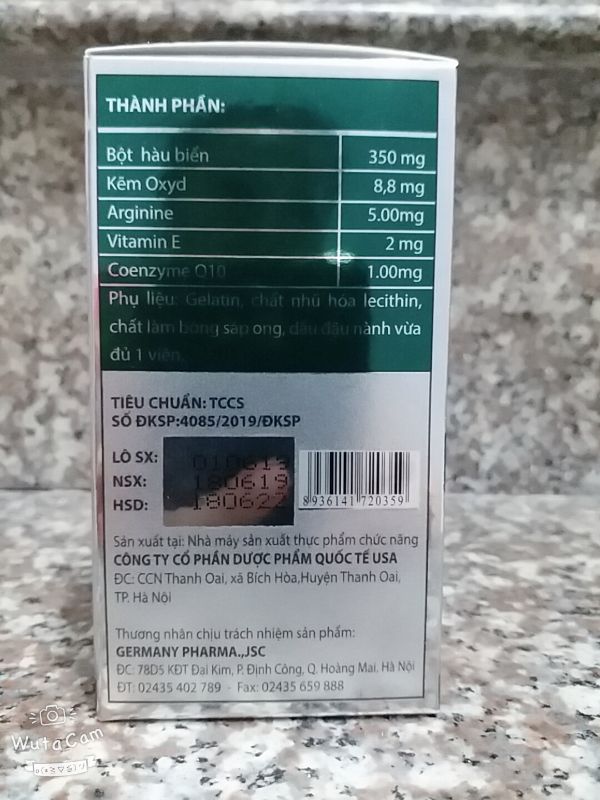 THÀNH PHẦN:
Bột hàu biển 350 mg
Kẽm Oxyd 8,8 mg
Arginine 5.00mg
Vitamin E 2 mg
Coenzyme Q10 1.00mg
Phụ liệu: Gelatin, chất nhũ hóa lecithin,
chất làm bóng sáp ong, dầu đậu nành vừa
đủ 1 viên.
TIÊU CHUẨN: TCCS
SỐ ĐKSP:4085/2019/ĐKSP
LÔ SX: 010619
NSX: 180619
HSD: 180622
8 936141 720359
Sản xuất tại: Nhà máy sản xuất thực phẩm chức năng
CÔNG TY CỔ PHẦN DƯỢC PHẨM QUỐC TẾ USA
ĐC: CCN Thanh Oai, xã Bích Hòa,Huyện Thanh Oai,
TP. Hà Nội
Thương nhân chịu trách nhiệm sản phẩm:
GERMANY PHARMA.,JSC
ĐC: 78D5 KĐT Đại Kim, P. Định Công, Q. Hoàng Mai, Hà Nội
ĐT: 02435 402 789 - Fax: 02435 659 888
WutaCam